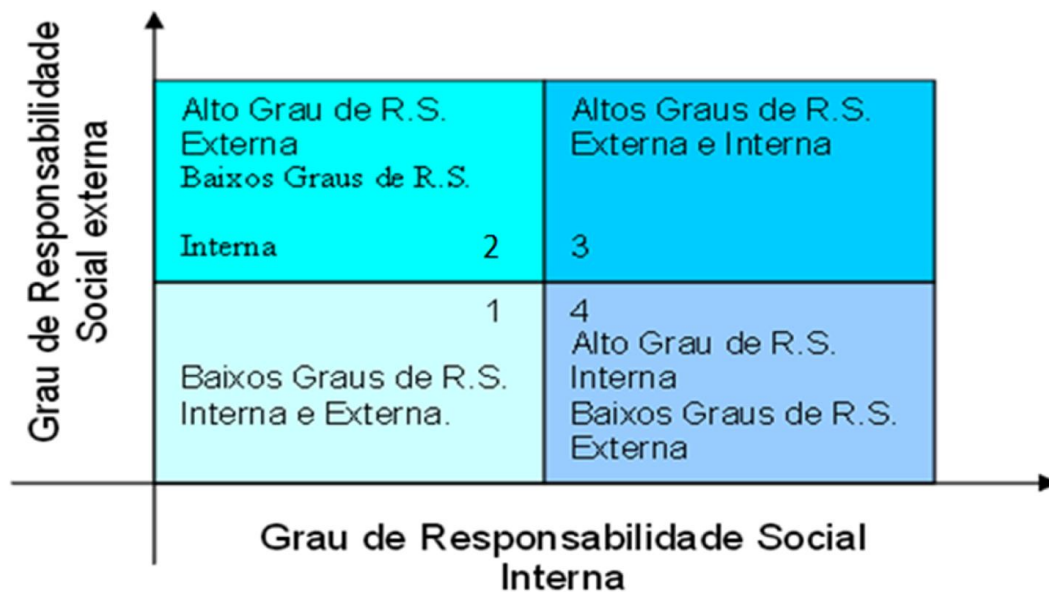 Grau de Responsabilidade
Social externa
Alto Grau de R.S.
Externa
Baixos Graus de R.S.
Interna 2
Altos Graus de R.S.
Externa e Interna
3
1
Baixos Graus de R.S.
Interna e Externa.
4
Alto Grau de R.S.
Interna
Baixos Graus de R.S.
Externa
Grau de Responsabilidade Social
Interna